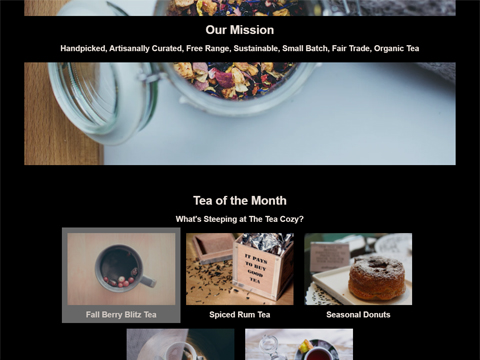 Our Mission
Handpicked, Artisanally Curated, Free Range, Sustainable, Small Batch, Fair Trade, Organic Tea
Tea of the Month
What's Steeping at The Tea Cozy?
IT PAYS
TO BUY
GOOD
TEA
Fall Berry Blitz Tea
Spiced Rum Tea
Seasonal Donuts